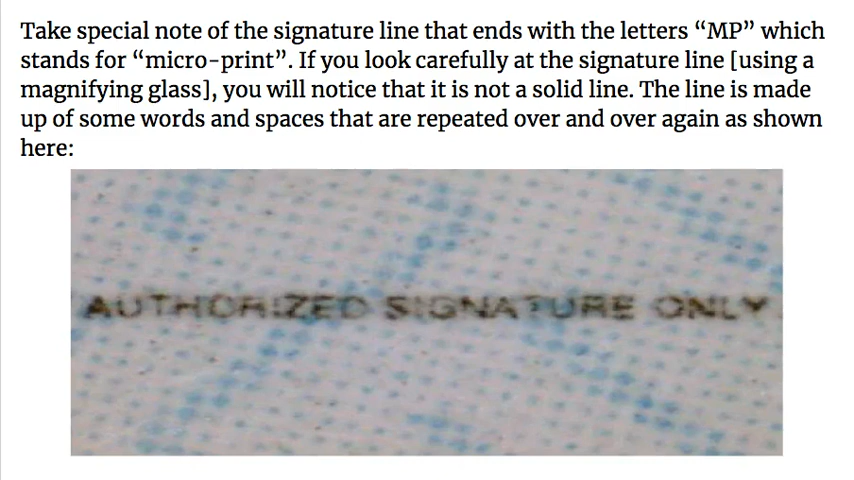 Take special note of the signature line that ends with the letters “MP” which
stands for “micro-print”. If you look carefully at the signature line [using a
magnifying glass], you will notice that it is not a solid line. The line is made
up of some words and spaces that are repeated over and over again as shown
here:
AUTHORIZED SIGNATURE ONLY